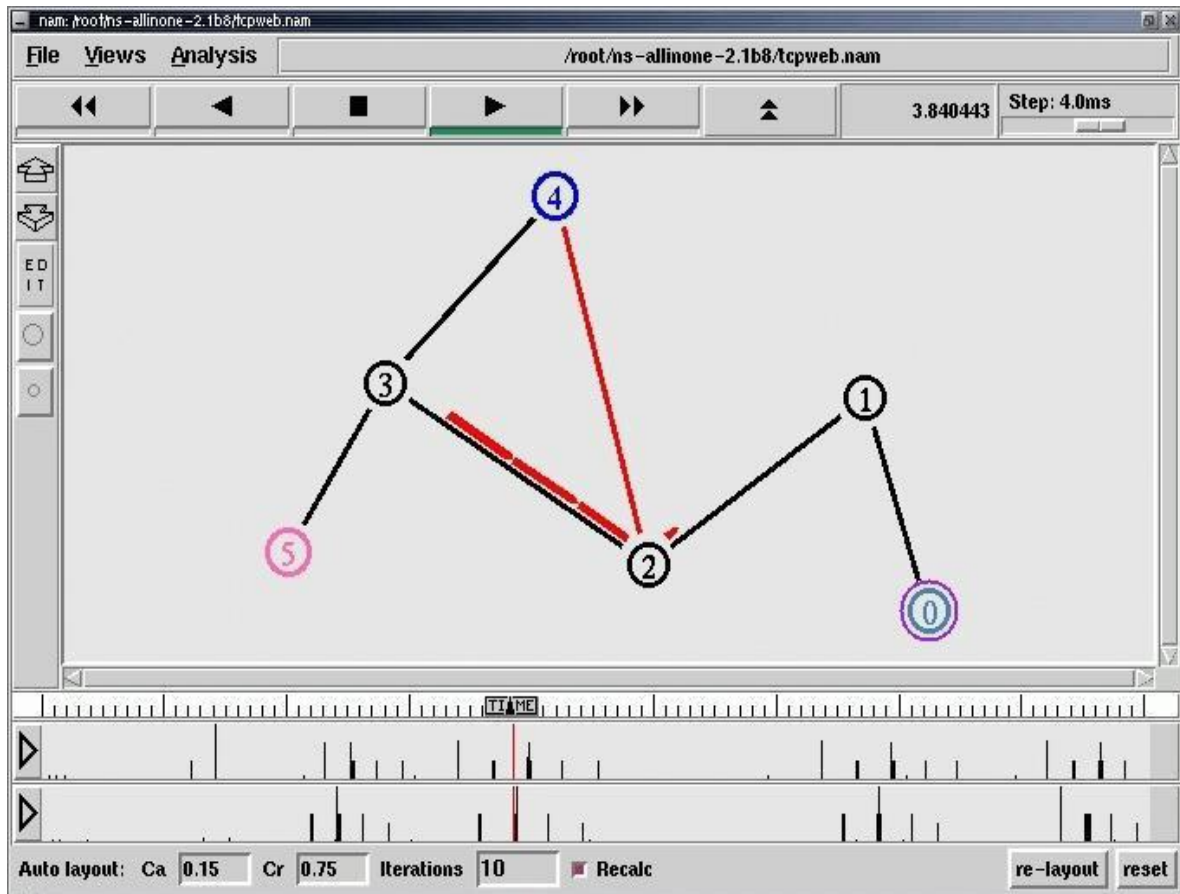 nam: /root/ns-allinone-2.1b8/tcpweb.nam
File Views Analysis /root/ns-allinone-2.1b8/tcpweb.nam
3.840443 Step: 4.0ms
4
E D
I T
3
1
5
2
0
TIME
Auto layout: Ca 0.15 Cr 0.75 Iterations 10 Recalc re-layout reset